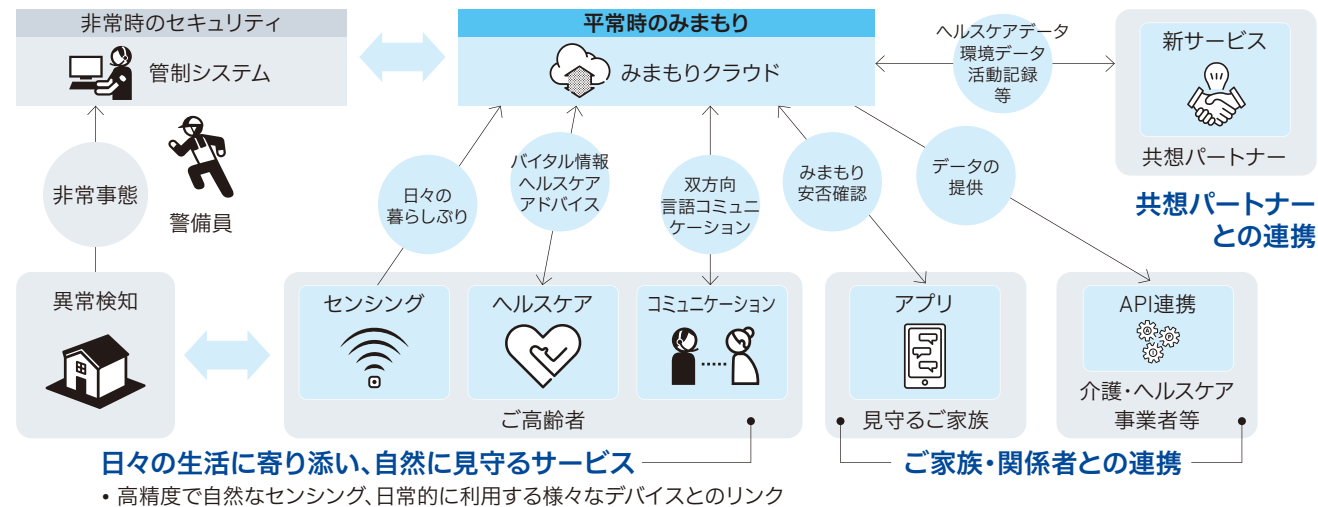 非常時のセキュリティ
管制システム
平常時のみまもり
みまもりクラウド
ヘルスケアデータ
環境データ
活動記録
等
新サービス
共想パートナー
共想パートナー
との連携
非常事態
警備員
日々の
暮らしぶり
バイタル情報
ヘルスケア
アドバイス
双方向
言語コミュニ
ケーション
みまもり
安否確認
データの
提供
異常検知
センシング
ヘルスケア
コミュニケーション
ご高齢者
アプリ
見守るご家族
API連携
介護・ヘルスケア
事業者等
日々の生活に寄り添い、自然に見守るサービス
ご家族・関係者との連携
• 高精度で自然なセンシング、日常的に利用する様々なデバイスとのリンク